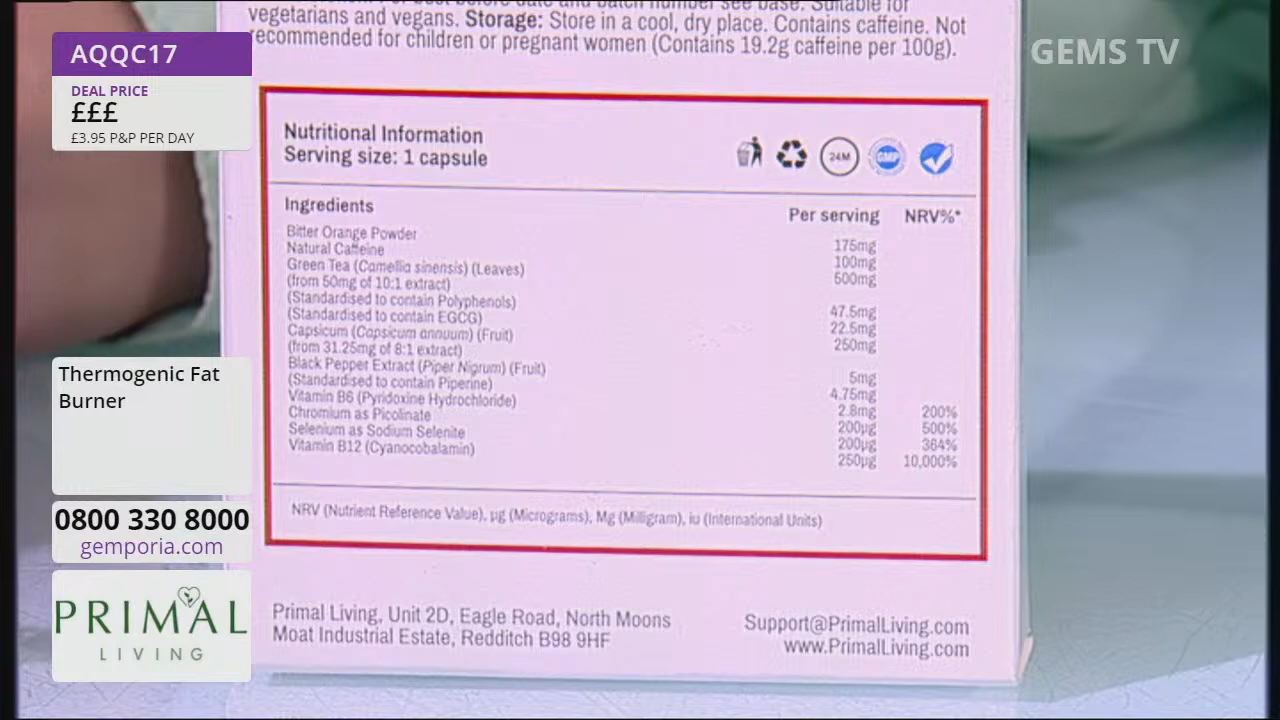 AQQC17
DEAL PRICE
£££
£3.95 P&P PER DAY
GEMS TV
vegetarians and vegans. Storage: Store in a cool, dry place. Contains caffeine. Not
recommended for children or pregnant women (Contains 19.2g caffeine per 100g).
Nutritional Information
Serving size: 1 capsule
24M
GMP
Ingredients Per serving NRV%*
Bitter Orange Powder 175mg
Natural Caffeine 100mg
Green Tea (Camellia sinensis) (Leaves) 500mg
(from 50mg of 10:1 extract)
(Standardised to contain Polyphenols) 47.5mg
(Standardised to contain EGCG) 22.5mg
Capsicum (Capsicum annuum) (Fruit) 250mg
(from 31.25mg of 8:1 extract)
Black Pepper Extract (Piper Nigrum) (Fruit) 5mg
(Standardised to contain Piperine) 4.75mg
Vitamin B6 (Pyridoxine Hydrochloride) 2.8mg 200%
Chromium as Picolinate 200µg 500%
Selenium as Sodium Selenite 200µg 364%
Vitamin B12 (Cyanocobalamin) 250µg 10,000%
NRV (Nutrient Reference Value), µg (Micrograms), Mg (Milligram), iu (International Units)
Primal Living, Unit 2D, Eagle Road, North Moons
Moat Industrial Estate, Redditch B98 9HF
Support@PrimalLiving.com
www.PrimalLiving.com
Thermogenic Fat
Burner
0800 330 8000
gemporia.com
PRIMAL
LIVING